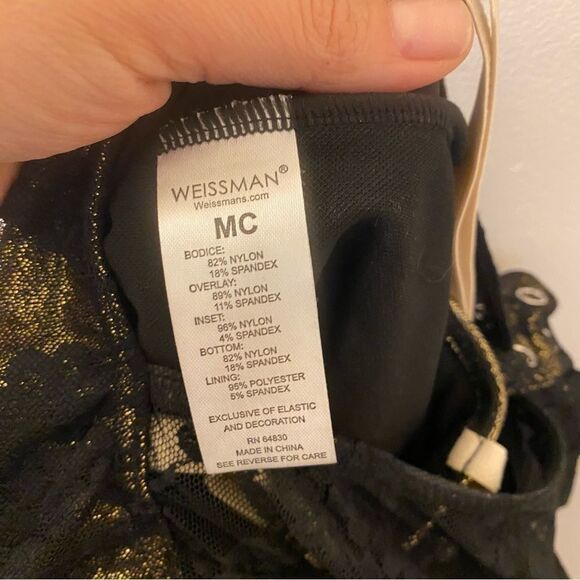 WEISSMAN®
Weissmans.com
MC
BODICE:
82% NYLON
18% SPANDEX
OVERLAY:
89% NYLON
11% SPANDEX
INSET:
96% NYLON
4% SPANDEX
BOTTOM:
82% NYLON
18% SPANDEX
LINING:
95% POLYESTER
5% SPANDEX
EXCLUSIVE OF ELASTIC
AND DECORATION
RN 64830
MADE IN CHINA
SEE REVERSE FOR CARE